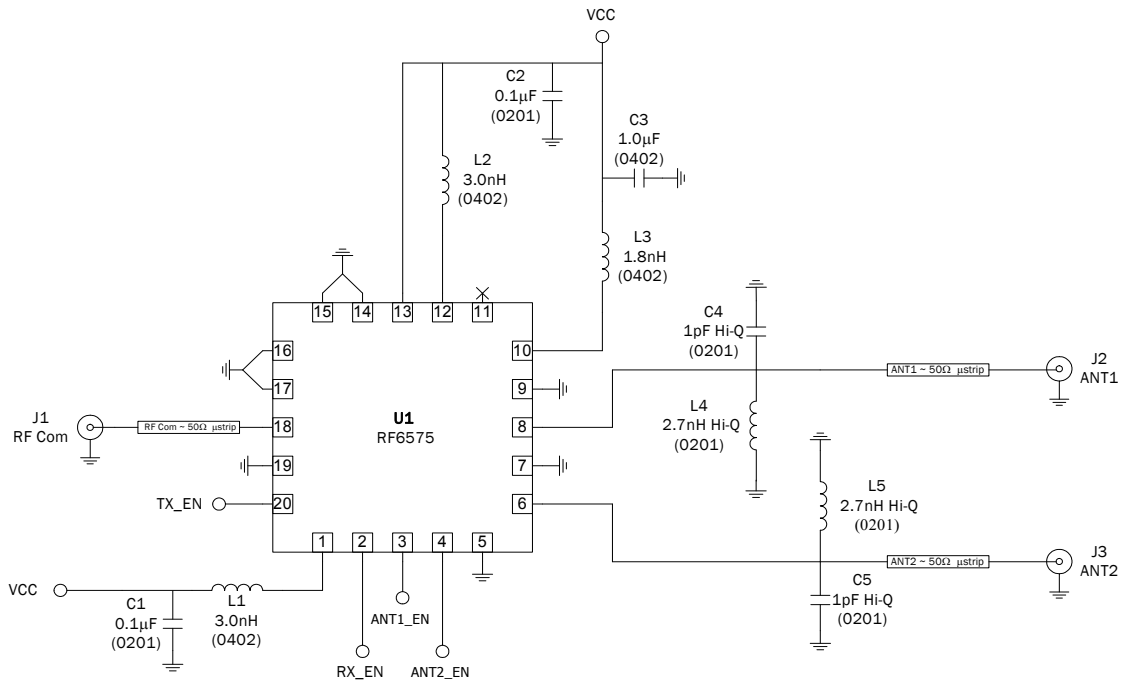 VCC
C2
0.1µF
(0201)
C3
1.0µF
(0402)
L2
3.0nH
(0402)
L3
1.8nH
(0402)
15
14
13
12
11
16
17
18
19
20
10
9
8
7
6
1
2
3
4
5
U1
RF6575
J1
RF Com
RF Com ~ 50Ω µstrip
TX_EN
C4
1pF Hi-Q
(0201)
L4
2.7nH Hi-Q
(0201)
ANT1 ~ 50Ω µstrip
J2
ANT1
L5
2.7nH Hi-Q
(0201)
ANT2 ~ 50Ω µstrip
J3
ANT2
C5
1pF Hi-Q
(0201)
VCC
C1
0.1µF
(0201)
L1
3.0nH
(0402)
ANT1_EN
RX_EN
ANT2_EN